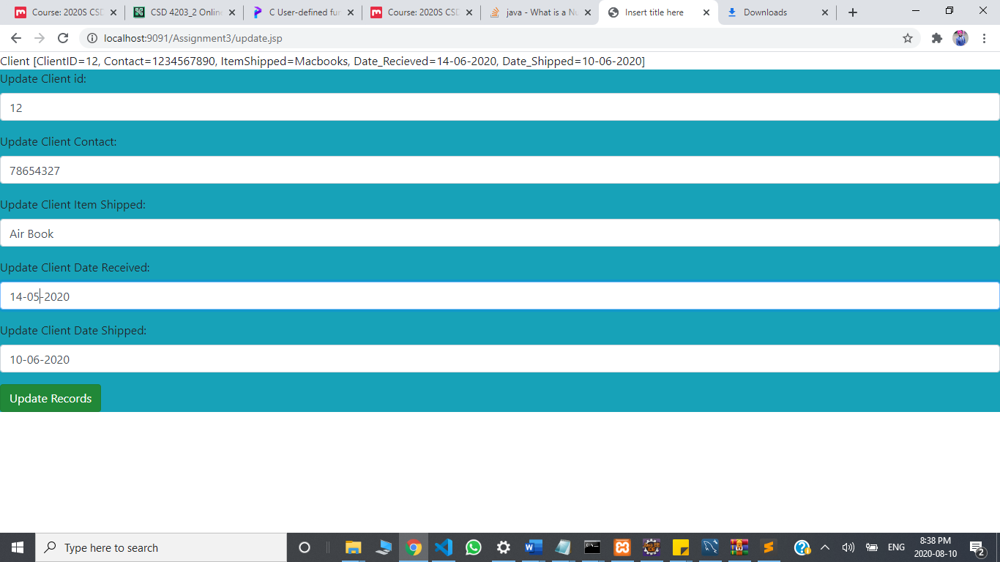 Course: 2020S CSD
CSD 4203_2 Online
C User-defined fun
Course: 2020S CSD
java - What is a Nu
Insert title here
Downloads
localhost:9091/Assignment3/update.jsp
Client [ClientID=12, Contact=1234567890, ItemShipped=Macbooks, Date_Recieved=14-06-2020, Date_Shipped=10-06-2020]
Update Client id:
12
Update Client Contact:
78654327
Update Client Item Shipped:
Air Book
Update Client Date Received:
14-05-2020
Update Client Date Shipped:
10-06-2020
Update Records
Type here to search
ENG
8:38 PM
2020-08-10
2